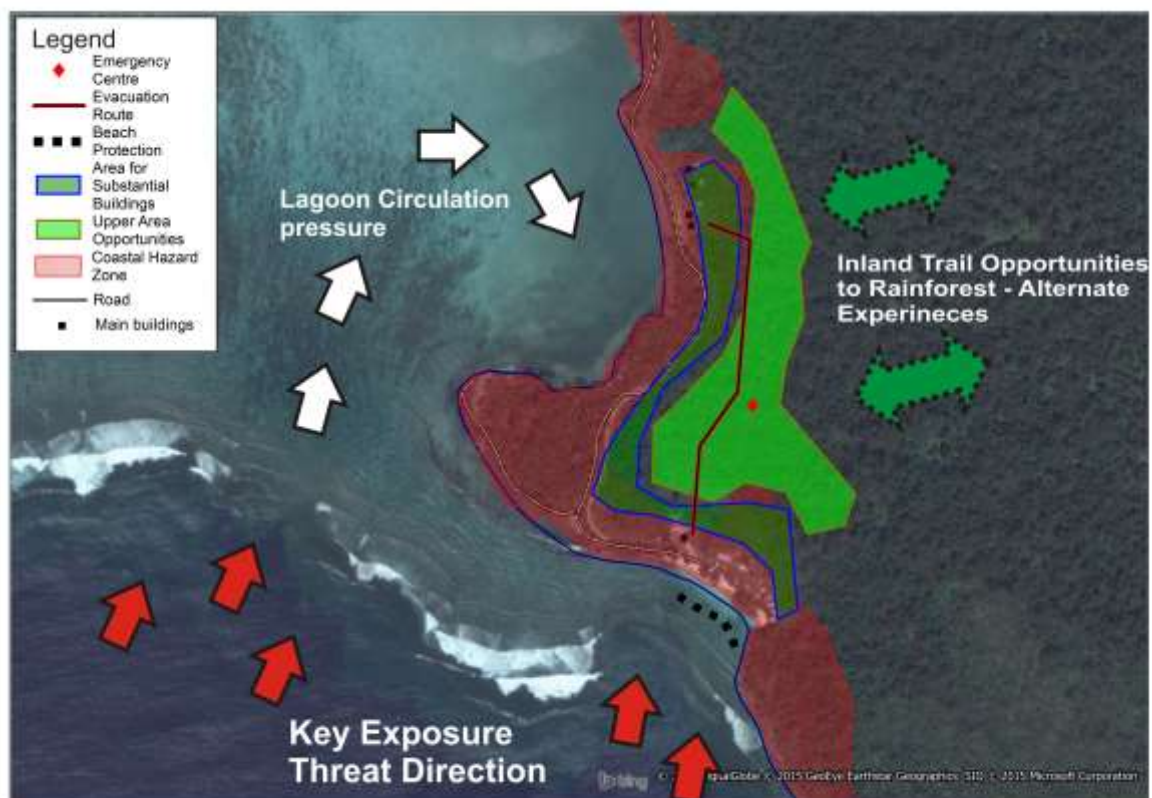 Legend
Emergency
Centre
Evacuation
Route
Beach
Protection
Area for
Substantial
Buildings
Upper Area
Opportunities
Coastal Hazard
Zone
Road
Main buildings
Lagoon Circulation
pressure
Inland Trail Opportunities
to Rainforest - Alternate
Experineces
Key Exposure
Threat Direction
bing
© 2015 GeoEye Earthstar Geographics SIO © 2015 Microsoft Corporation